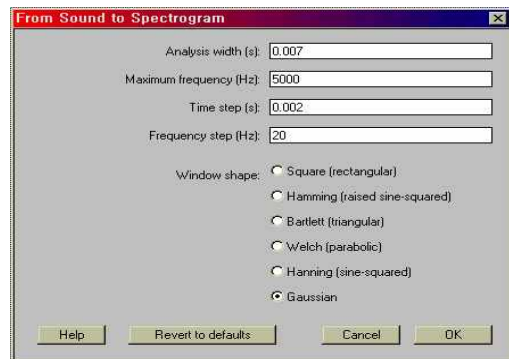 From Sound to Spectrogram
Analysis width (s): 0.007
Maximum frequency (Hz): 5000
Time step (s): 0.002
Frequency step (Hz): 20
Window shape: Square (rectangular)
Hamming (raised sine-squared)
Bartlett (triangular)
Welch (parabolic)
Hanning (sine-squared)
Gaussian
Help Revert to defaults Cancel OK